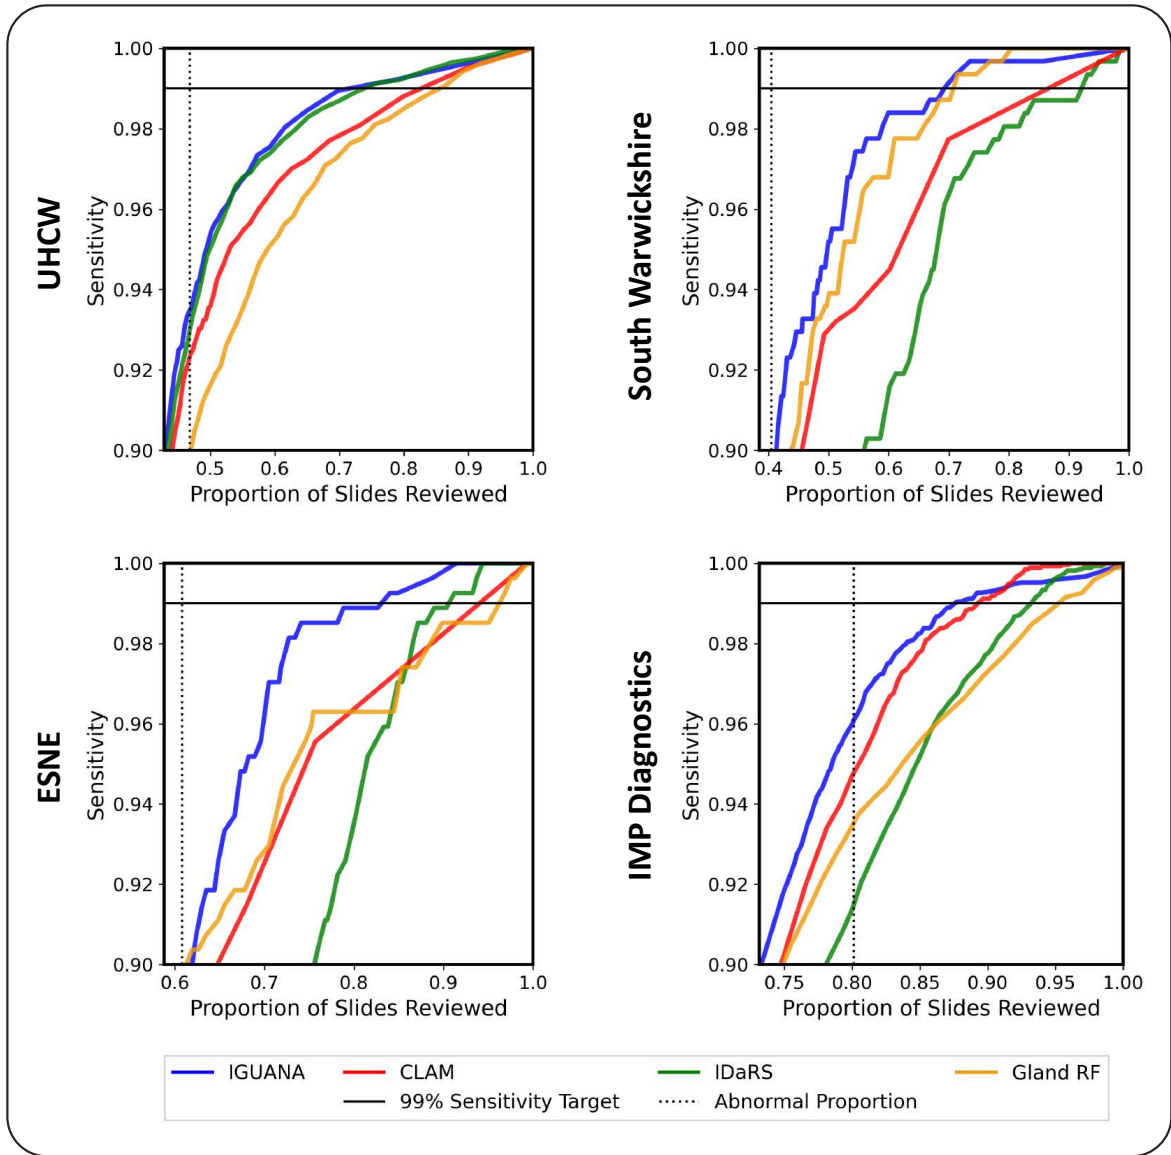 UHCW
Sensitivity
1.00
0.98
0.96
0.94
0.92
0.90
0.5 0.6 0.7 0.8 0.9 1.0
Proportion of Slides Reviewed
South Warwickshire
Sensitivity
1.00
0.98
0.96
0.94
0.92
0.90
0.4 0.5 0.6 0.7 0.8 0.9 1.0
Proportion of Slides Reviewed
ESNE
Sensitivity
1.00
0.98
0.96
0.94
0.92
0.90
0.6 0.7 0.8 0.9 1.0
Proportion of Slides Reviewed
IMP Diagnostics
Sensitivity
1.00
0.98
0.96
0.94
0.92
0.90
0.75 0.80 0.85 0.90 0.95 1.00
Proportion of Slides Reviewed
IGUANA CLAM IDaRS Gland RF
99% Sensitivity Target Abnormal Proportion